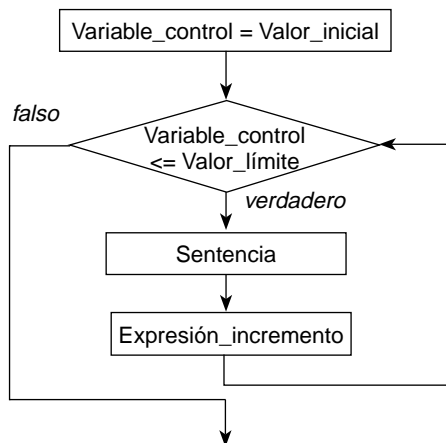 Variable_control = Valor_inicial
falso
Variable_control
<= Valor_límite
verdadero
Sentencia
Expresión_incremento